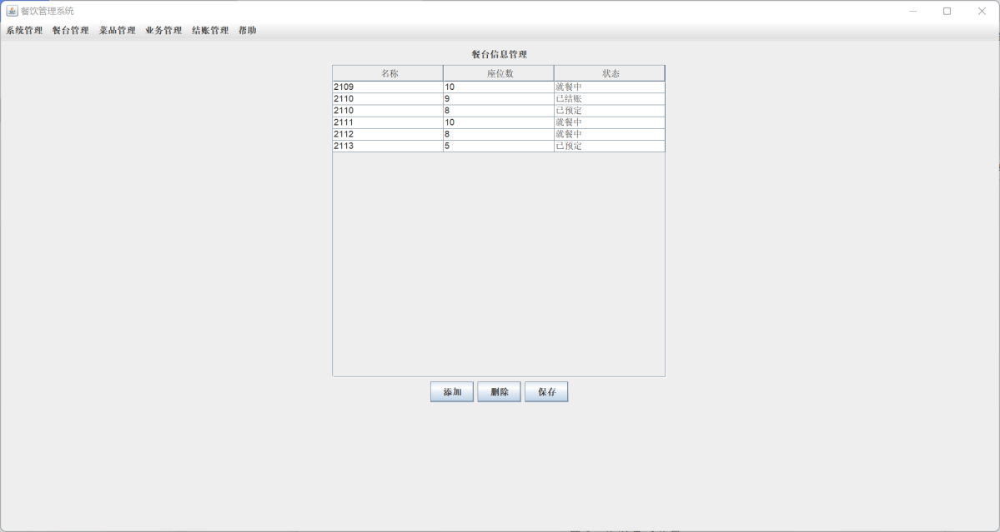 餐饮管理系统
系统管理 餐台管理 菜品管理 业务管理 结账管理 帮助
餐台信息管理
名称 座位数 状态
2109 10 就餐中
2110 9 已结账
2110 8 已预定
2111 10 就餐中
2112 8 就餐中
2113 5 已预定
添加 删除 保存